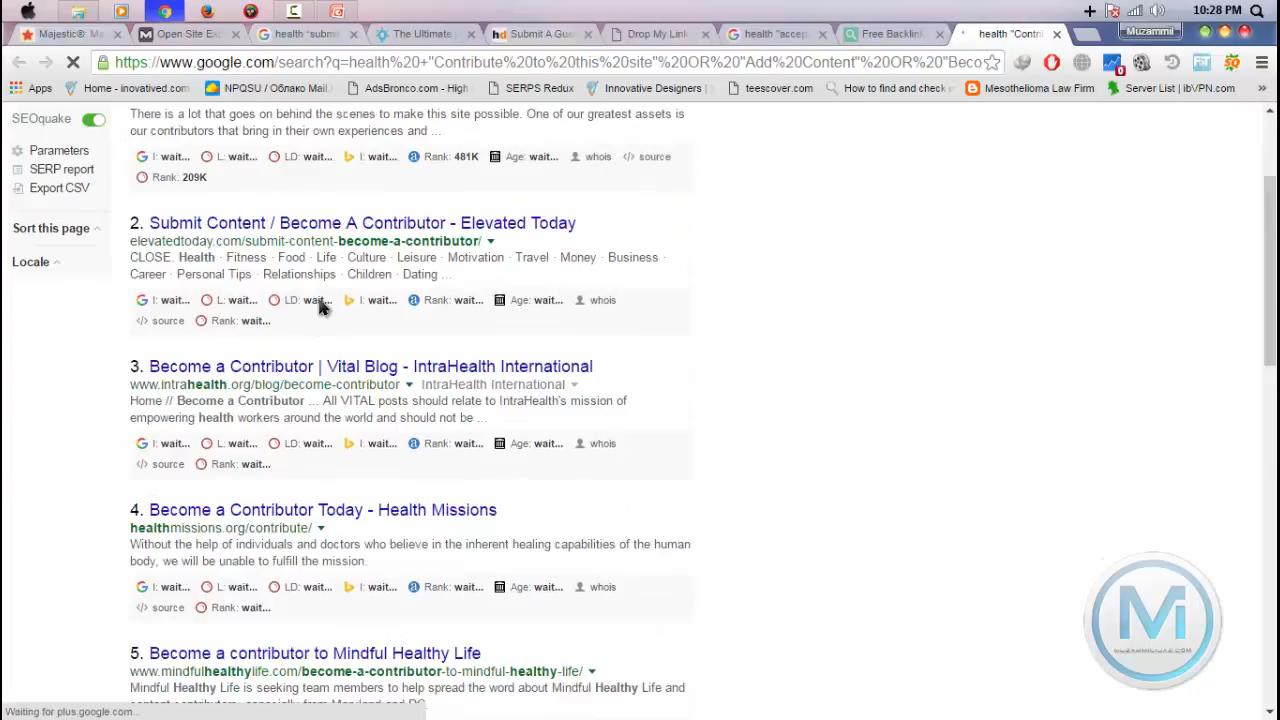 10:28 PM
Majestic®: Ma
Open Site Exp
health "submi
The Ultimate
Submit A Gue
Drop My Link
health "accep
Free Backlink
health "Contri
Muzammil
https://www.google.com/search?q=health%20+"Contribute%20to%20this%20site"%20OR%20"Add%20Content"%20OR%20"Beco
0
Apps
Home - inovatived.com
NPQSU / Облако Mail.
AdsBronza.com - High
SERPS Redux
Innovative Designers
teescover.com
How to find and check
Mesothelioma Law Firm
Server List | ibVPN.com
SEOquake
Parameters
SERP report
Export CSV
Sort this page
Locale
There is a lot that goes on behind the scenes to make this site possible. One of our greatest assets is
our contributors that bring in their own experiences and ...
I: wait... L: wait... LD: wait... I: wait... Rank: 481K Age: wait... whois </> source
Rank: 209K
2. Submit Content / Become A Contributor - Elevated Today
elevatedtoday.com/submit-content-become-a-contributor/
CLOSE. Health · Fitness · Food · Life · Culture · Leisure · Motivation · Travel · Money · Business ·
Career · Personal Tips · Relationships · Children · Dating ...
I: wait... L: wait... LD: wait... I: wait... Rank: wait... Age: wait... whois
</> source Rank: wait...
3. Become a Contributor | Vital Blog - IntraHealth International
www.intrahealth.org/blog/become-contributor IntraHealth International
Home // Become a Contributor ... All VITAL posts should relate to IntraHealth's mission of
empowering health workers around the world and should not be ...
I: wait... L: wait... LD: wait... I: wait... Rank: wait... Age: wait... whois
</> source Rank: wait...
4. Become a Contributor Today - Health Missions
healthmissions.org/contribute/
Without the help of individuals and doctors who believe in the inherent healing capabilities of the human
body, we will be unable to fulfill the mission.
I: wait... L: wait... LD: wait... I: wait... Rank: wait... Age: wait... whois
</> source Rank: wait...
5. Become a contributor to Mindful Healthy Life
www.mindfulhealthylife.com/become-a-contributor-to-mindful-healthy-life/
Mindful Healthy Life is seeking team members to help spread the word about Mindful Healthy Life and
Waiting for plus.google.com...